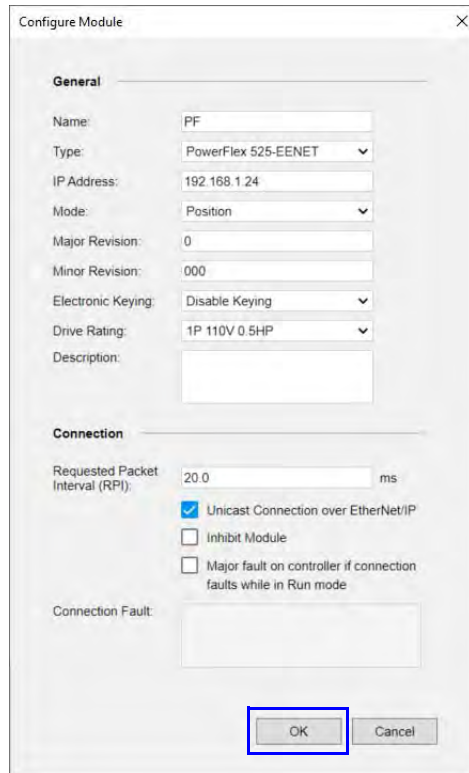 Configure Module
General
Name: PF
Type: PowerFlex 525-EENET
IP Address: 192.168.1.24
Mode: Position
Major Revision: 0
Minor Revision: 000
Electronic Keying: Disable Keying
Drive Rating: 1P 110V 0.5HP
Description:
Connection
Requested Packet
Interval (RPI): 20.0 ms
Unicast Connection over EtherNet/IP
Inhibit Module
Major fault on controller if connection
faults while in Run mode
Connection Fault:
OK Cancel